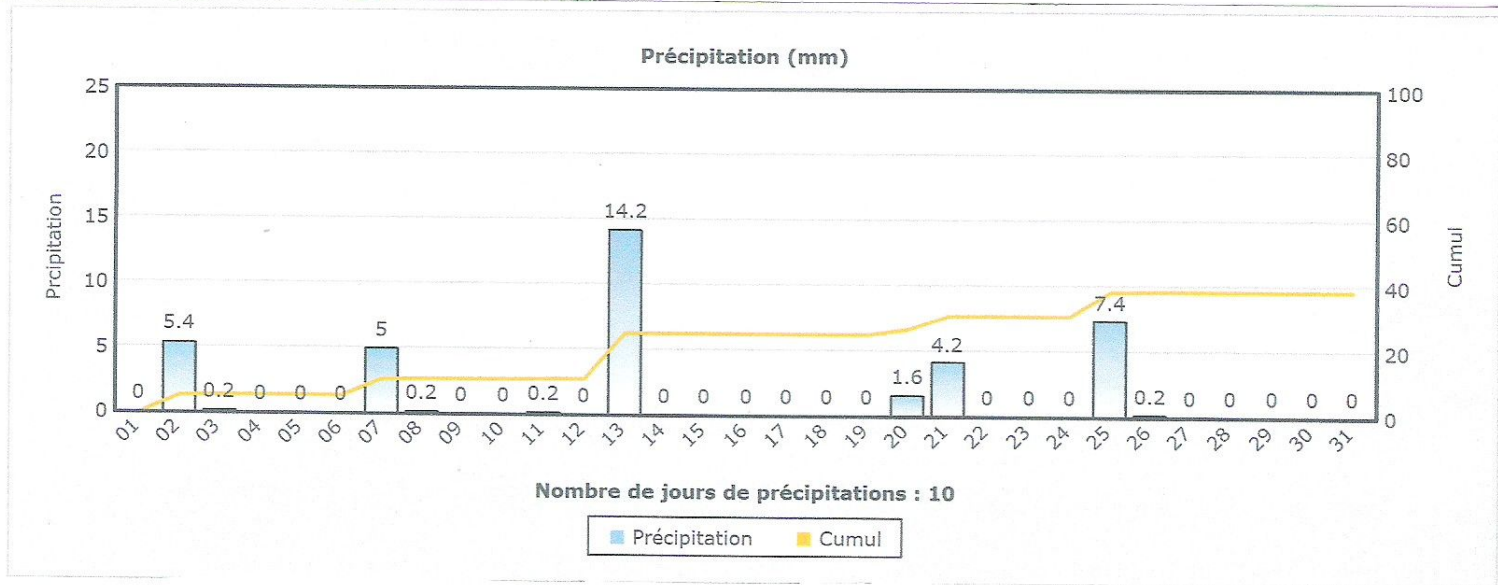 Précipitation (mm)
25
20
15
10
5
0
Prcipitation
100
80
60
40
20
0
Cumul
0 5.4 0.2 0 0 0 5 0.2 0 0 0.2 0 14.2 0 0 0 0 0 0 1.6 4.2 0 0 0 7.4 0.2 0 0 0 0 0
01 02 03 04 05 06 07 08 09 10 11 12 13 14 15 16 17 18 19 20 21 22 23 24 25 26 27 28 29 30 31
Nombre de jours de précipitations : 10
Précipitation Cumul